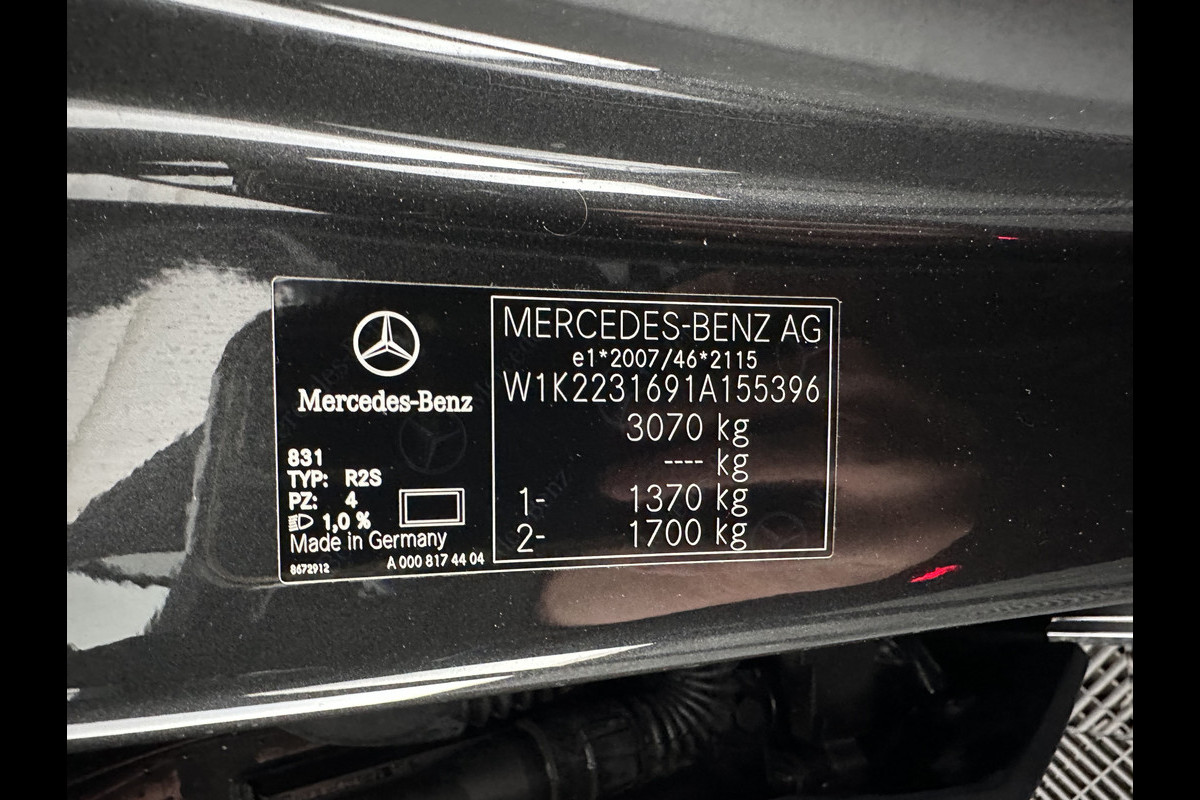 Mercedes-Benz
831
TYP: R2S
PZ: 4
1,0 %
Made in Germany
8672912 A 000 817 44 04
MERCEDES-BENZ AG
e1*2007/46*2115
W1K2231691A155396
3070 kg
---- kg
1- 1370 kg
2- 1700 kg